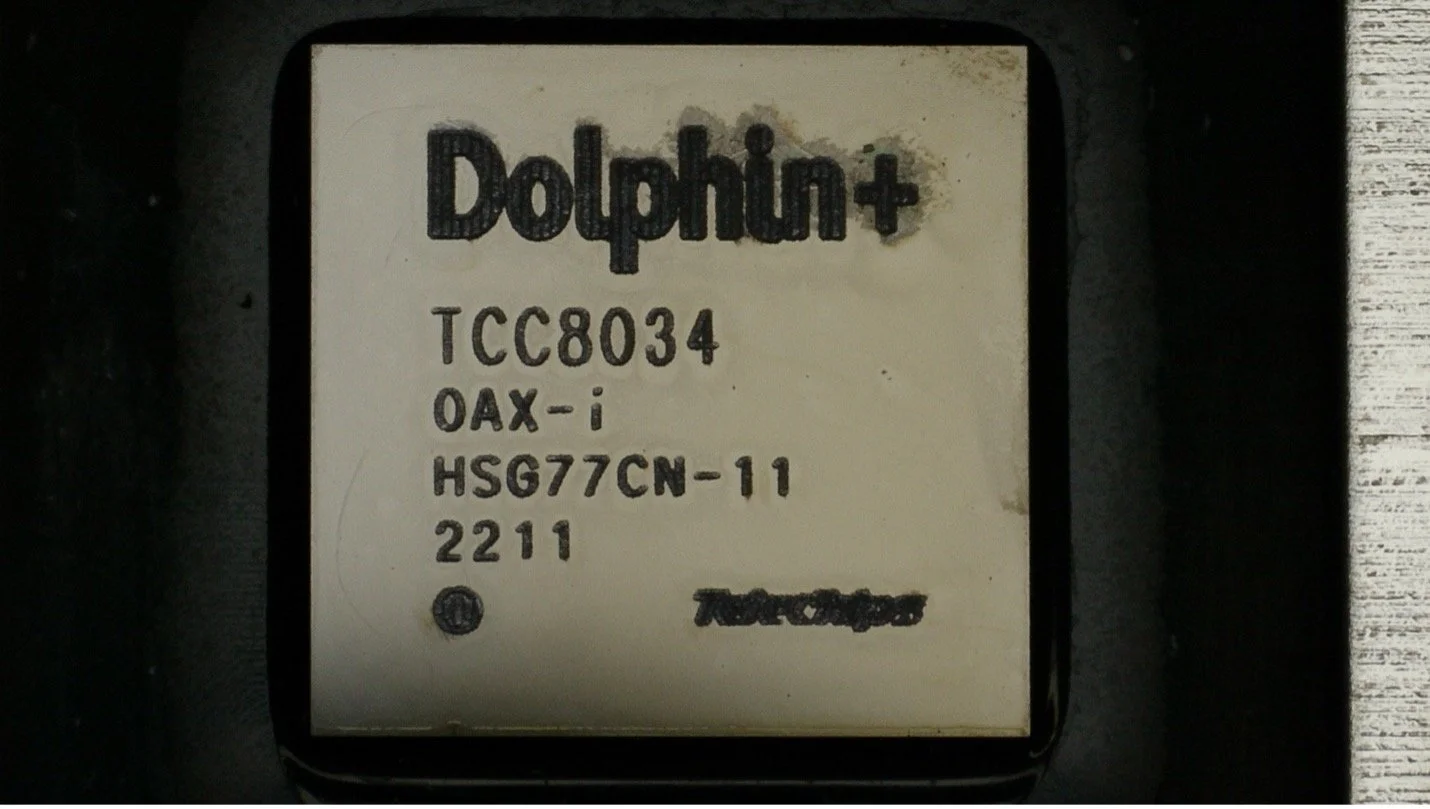 Dolphin+
TCC8034
OAX-i
HSG77CN-11
2211
Telechips